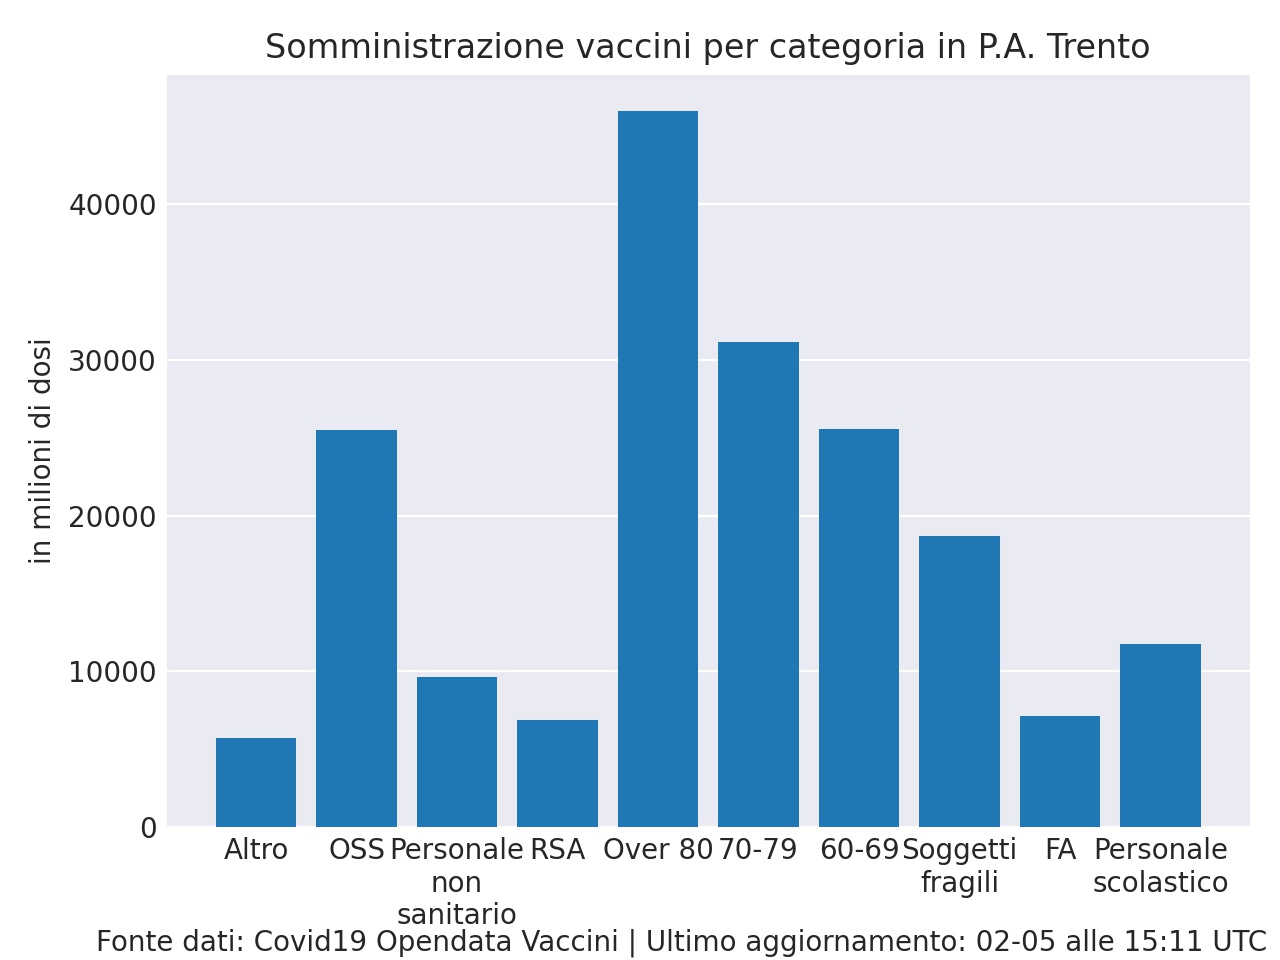 Somministrazione vaccini per categoria in P.A. Trento
in milioni di dosi
40000
30000
20000
10000
0
Altro
OSS
Personale
non
sanitario
RSA
Over 80
70-79
60-69
Soggetti
fragili
FA
Personale
scolastico
Fonte dati: Covid19 Opendata Vaccini | Ultimo aggiornamento: 02-05 alle 15:11 UTC